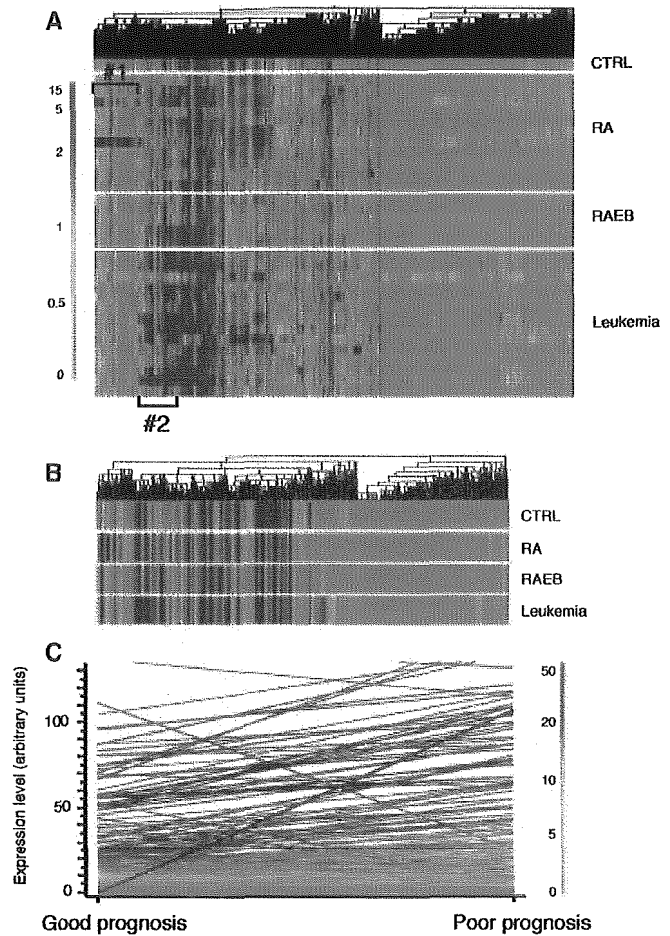 A
CTRL
#1
15
5
RA
2
1
RAEB
0.5
Leukemia
0
#2
B
CTRL
RA
RAEB
Leukemia
C
Expression level (arbitrary units)
100
50
0
50
20
10
5
0
Good prognosis
Poor prognosis